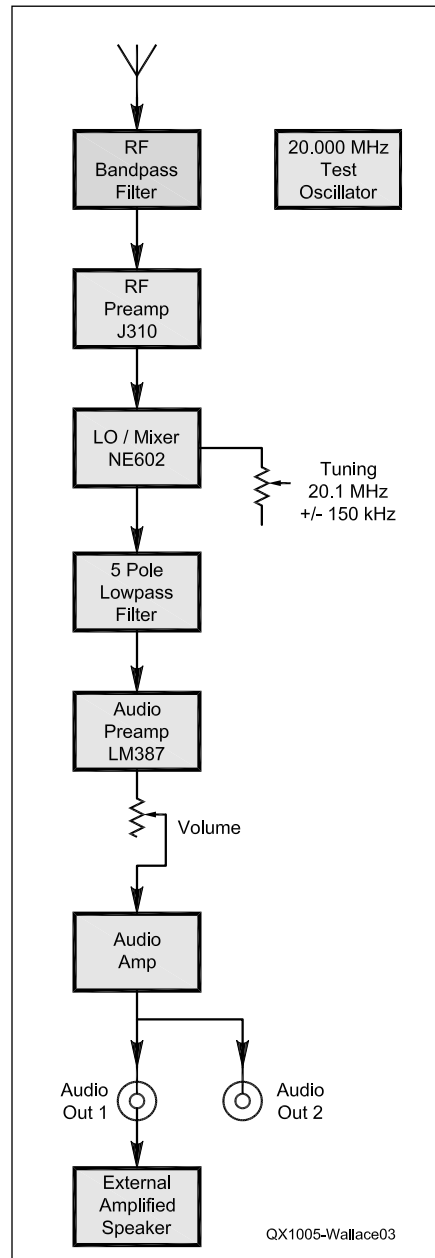 RF
Bandpass
Filter
20.000 MHz
Test
Oscillator
RF
Preamp
J310
LO / Mixer
NE602
Tuning
20.1 MHz
+/- 150 kHz
5 Pole
Lowpass
Filter
Audio
Preamp
LM387
Volume
Audio
Amp
Audio
Out 1
Audio
Out 2
External
Amplified
Speaker
QX1005-Wallace03